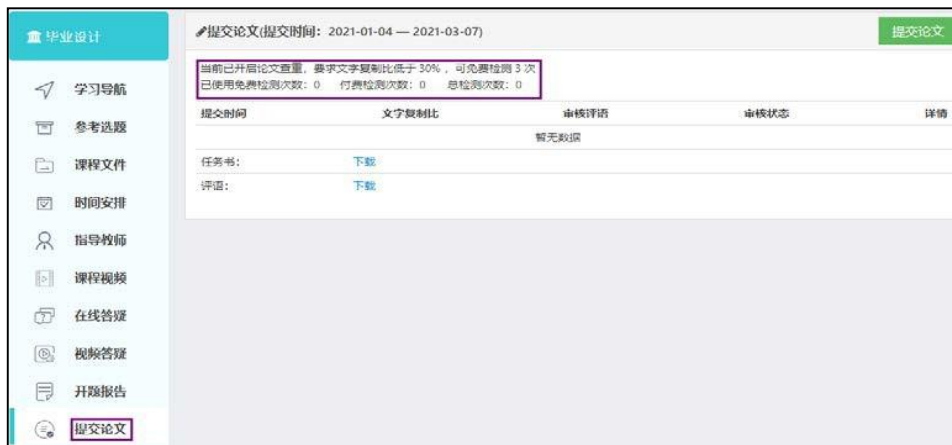 毕业设计
提交论文(提交时间：2021-01-04 — 2021-03-07)
提交论文
当前已开启论文查重，要求文字复制比低于 30%，可免费检测 3 次
已使用免费检测次数：0 付费检测次数：0 总检测次数：0
提交时间 文字复制比 审核评语 审核状态 详情
暂无数据
任务书： 下载
评语： 下载
学习导航
参考选题
课程文件
时间安排
指导教师
课程视频
在线答疑
视频答疑
开题报告
提交论文